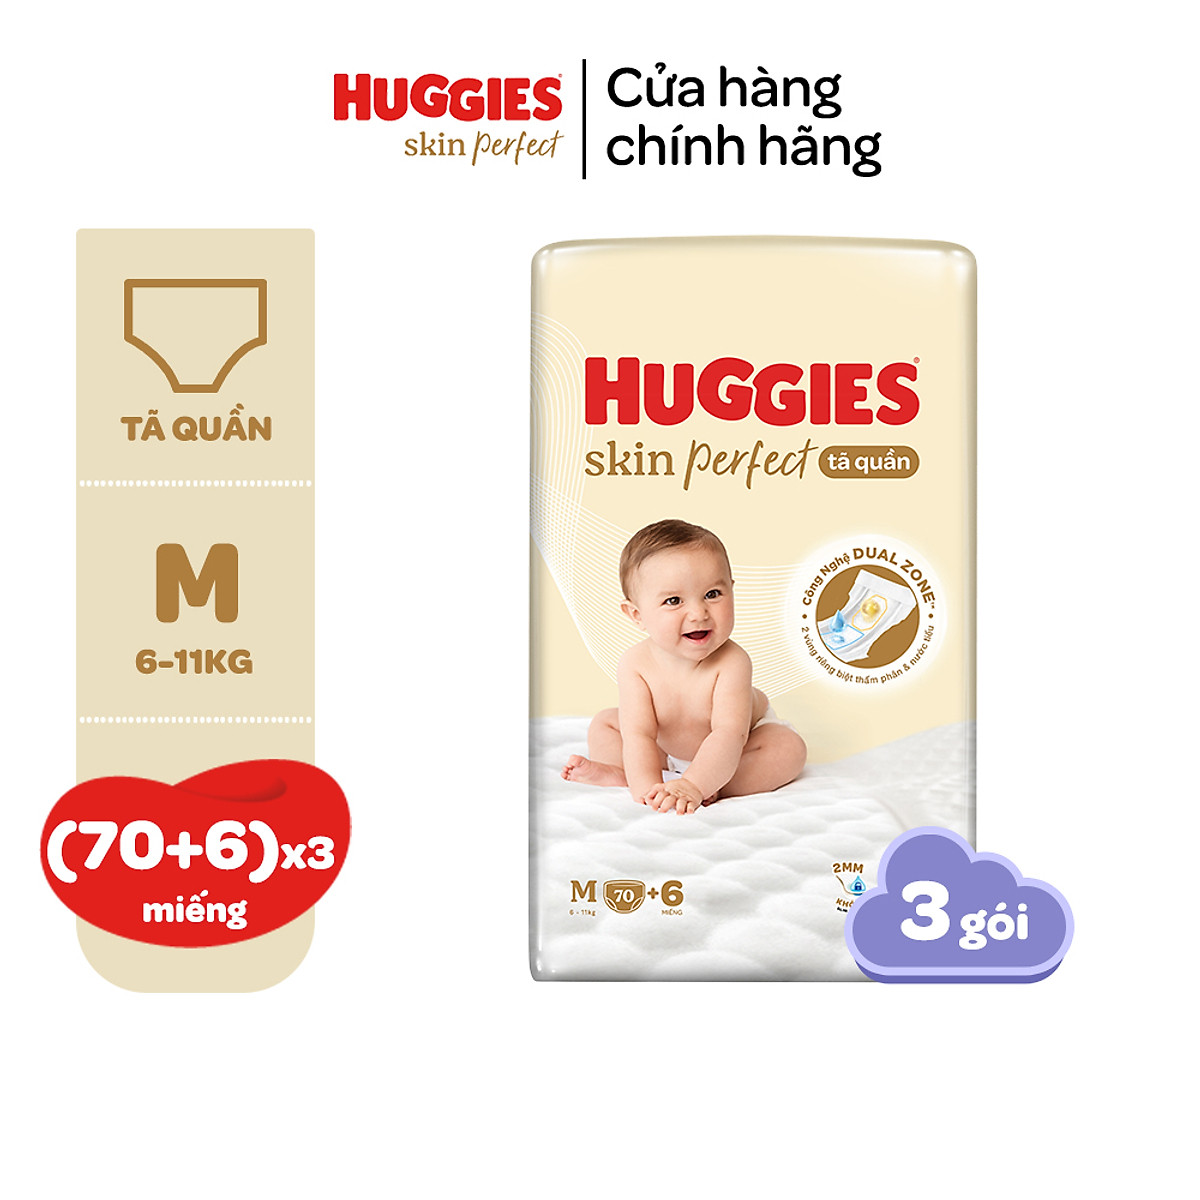 HUGGIES
skin perfect
Cửa hàng
chính hãng
TÃ QUẦN
M
6-11KG
(70+6)x3
miếng
HUGGIES®
skin perfect tã quần
Công Nghệ DUAL ZONE™
2 vùng riêng biệt thấm phân & nước tiểu
M 70 +6
6 - 11kg MIẾNG
2MM
3 gói